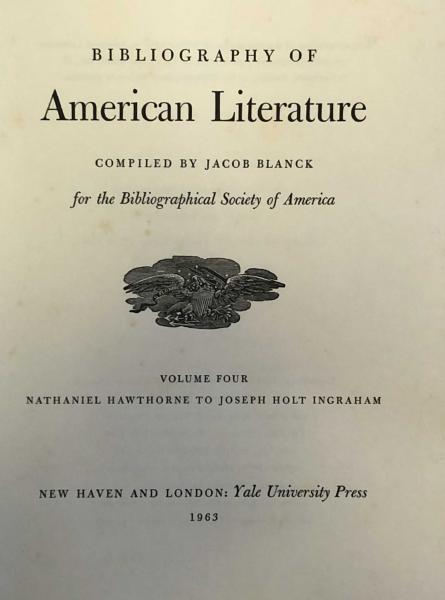 BIBLIOGRAPHY OF
American Literature
COMPILED BY JACOB BLANCK
for the Bibliographical Society of America
VOLUME FOUR
NATHANIEL HAWTHORNE TO JOSEPH HOLT INGRAHAM
NEW HAVEN AND LONDON: Yale University Press
1963